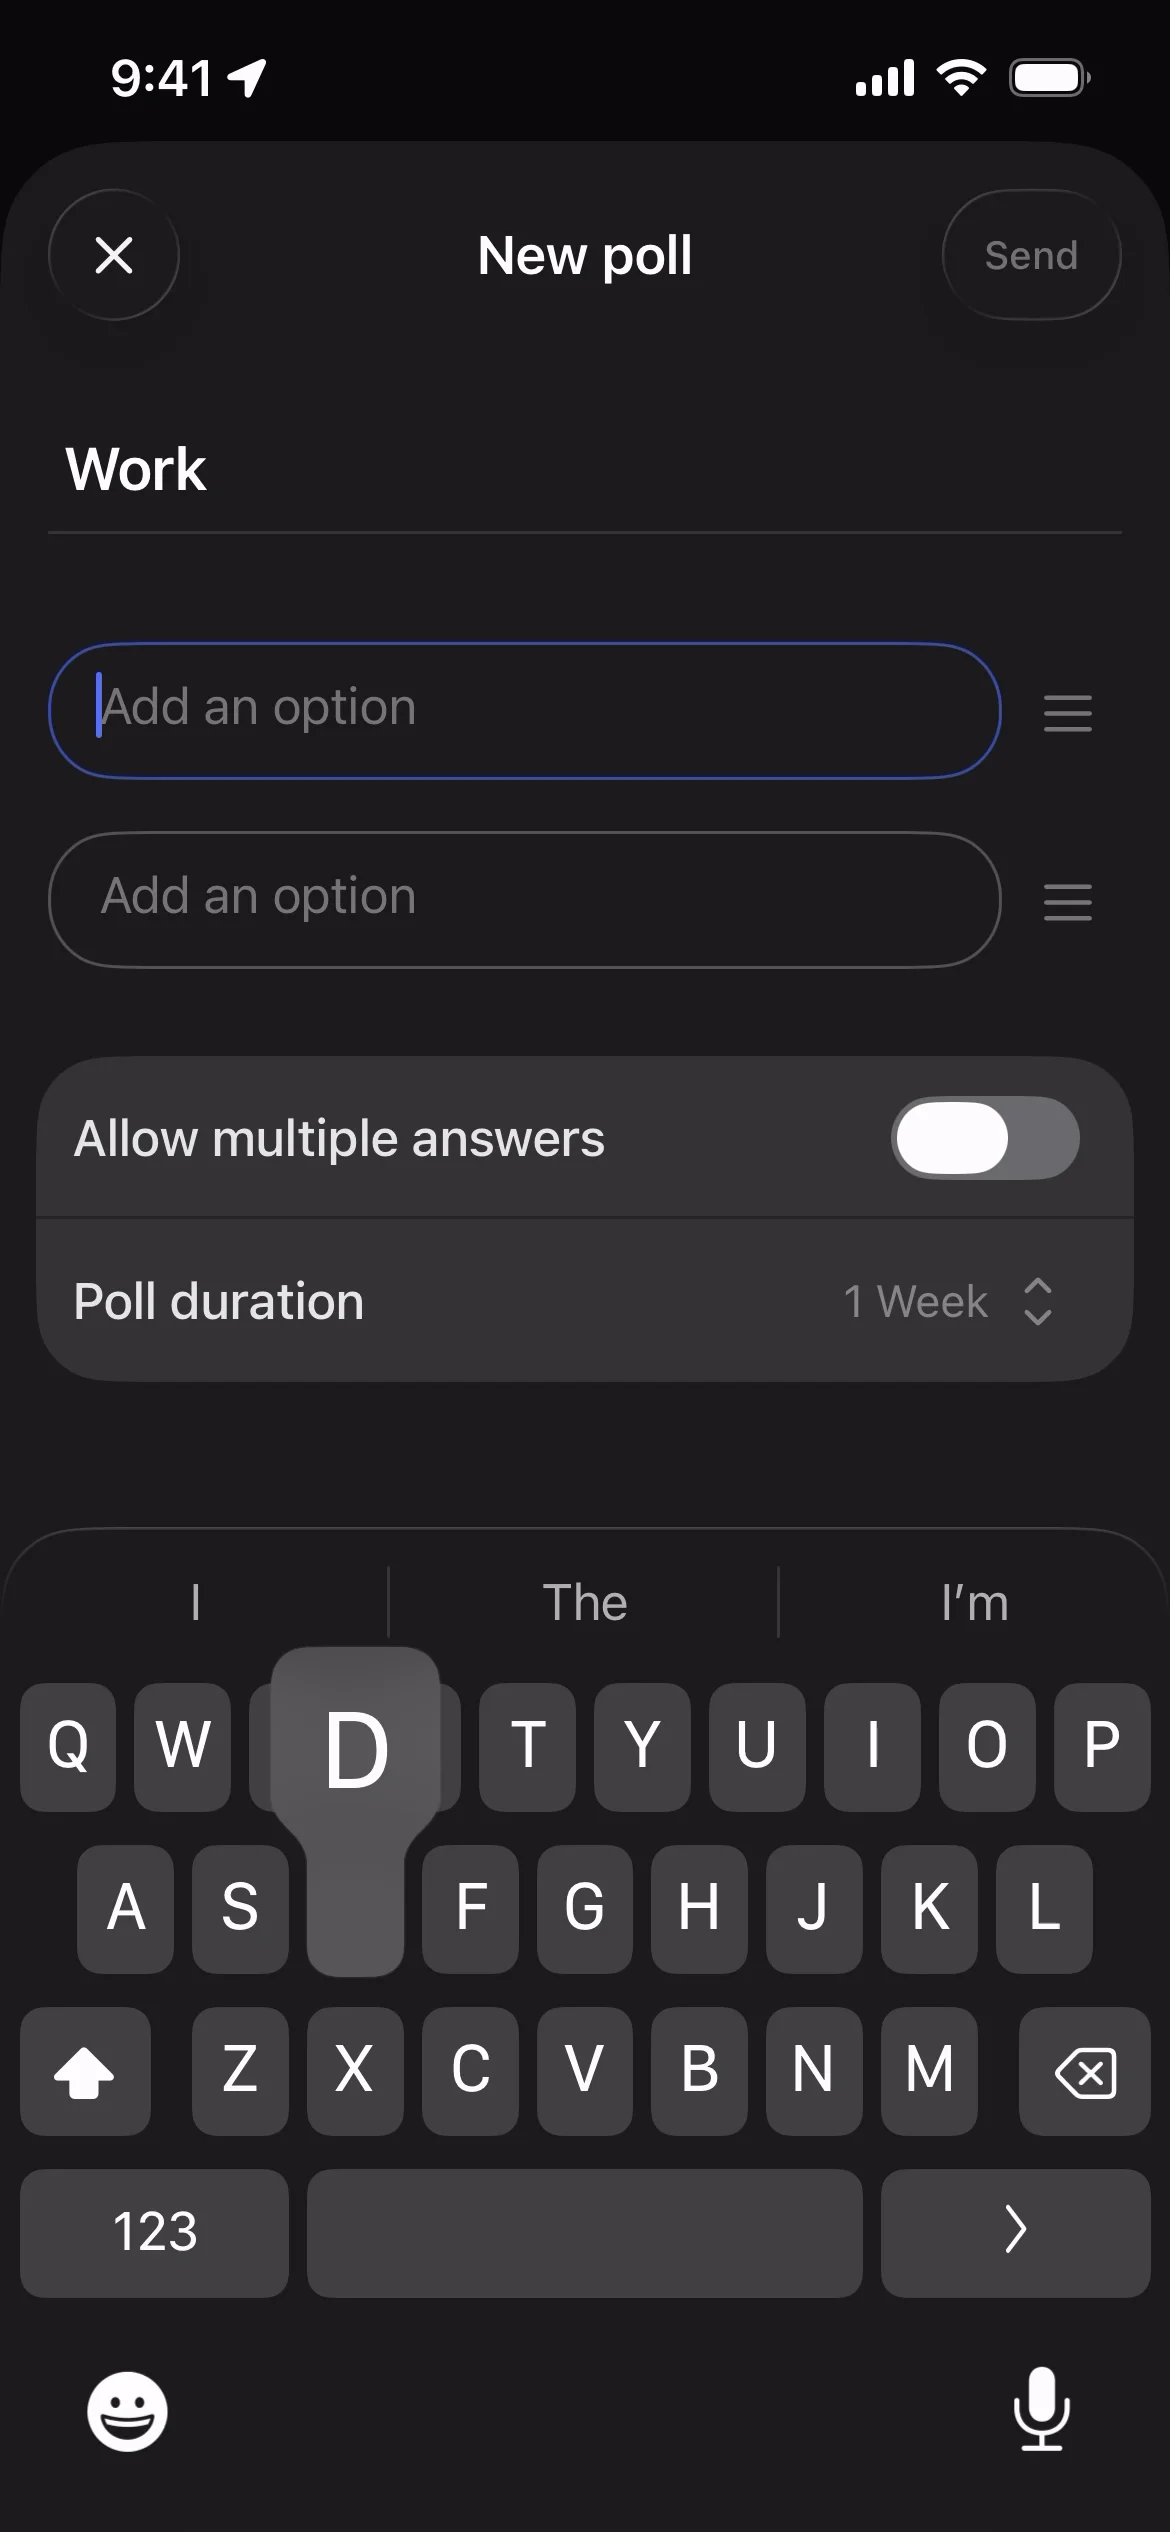 9:41
New poll
Send
Work
Add an option
Add an option
Allow multiple answers
Poll duration
1 Week
I
The
I’m
Q W D T Y U I O P
A S F G H J K L
Z X C V B N M
123